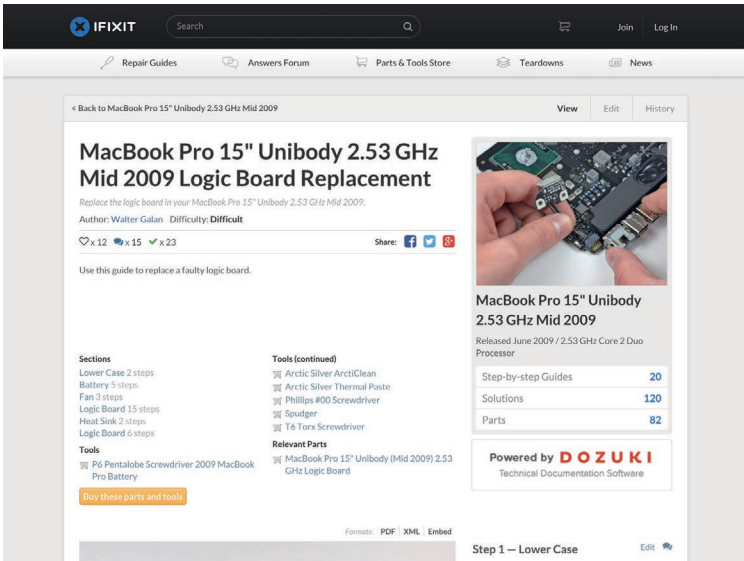 IFIXIT
Search
Join
Log In
Repair Guides
Answers Forum
Parts & Tools Store
Teardowns
News
« Back to MacBook Pro 15" Unibody 2.53 GHz Mid 2009
View
Edit
History
MacBook Pro 15" Unibody 2.53 GHz
Mid 2009 Logic Board Replacement
Replace the logic board in your MacBook Pro 15" Unibody 2.53 GHz Mid 2009.
Author: Walter Galan Difficulty: Difficult
x 12 x 15 x 23
Share:
Use this guide to replace a faulty logic board.
Sections
Lower Case 2 steps
Battery 5 steps
Fan 3 steps
Logic Board 15 steps
Heat Sink 2 steps
Logic Board 6 steps
Tools
P6 Pentalobe Screwdriver 2009 MacBook
Pro Battery
Buy these parts and tools
Tools (continued)
Arctic Silver ArctiClean
Arctic Silver Thermal Paste
Phillips #00 Screwdriver
Spudger
T6 Torx Screwdriver
Relevant Parts
MacBook Pro 15" Unibody (Mid 2009) 2.53
GHz Logic Board
Formats: PDF XML Embed
MacBook Pro 15" Unibody
2.53 GHz Mid 2009
Released June 2009 / 2.53 GHz Core 2 Duo
Processor
Step-by-step Guides 20
Solutions 120
Parts 82
Powered by DOZUKI
Technical Documentation Software
Step 1 — Lower Case
Edit